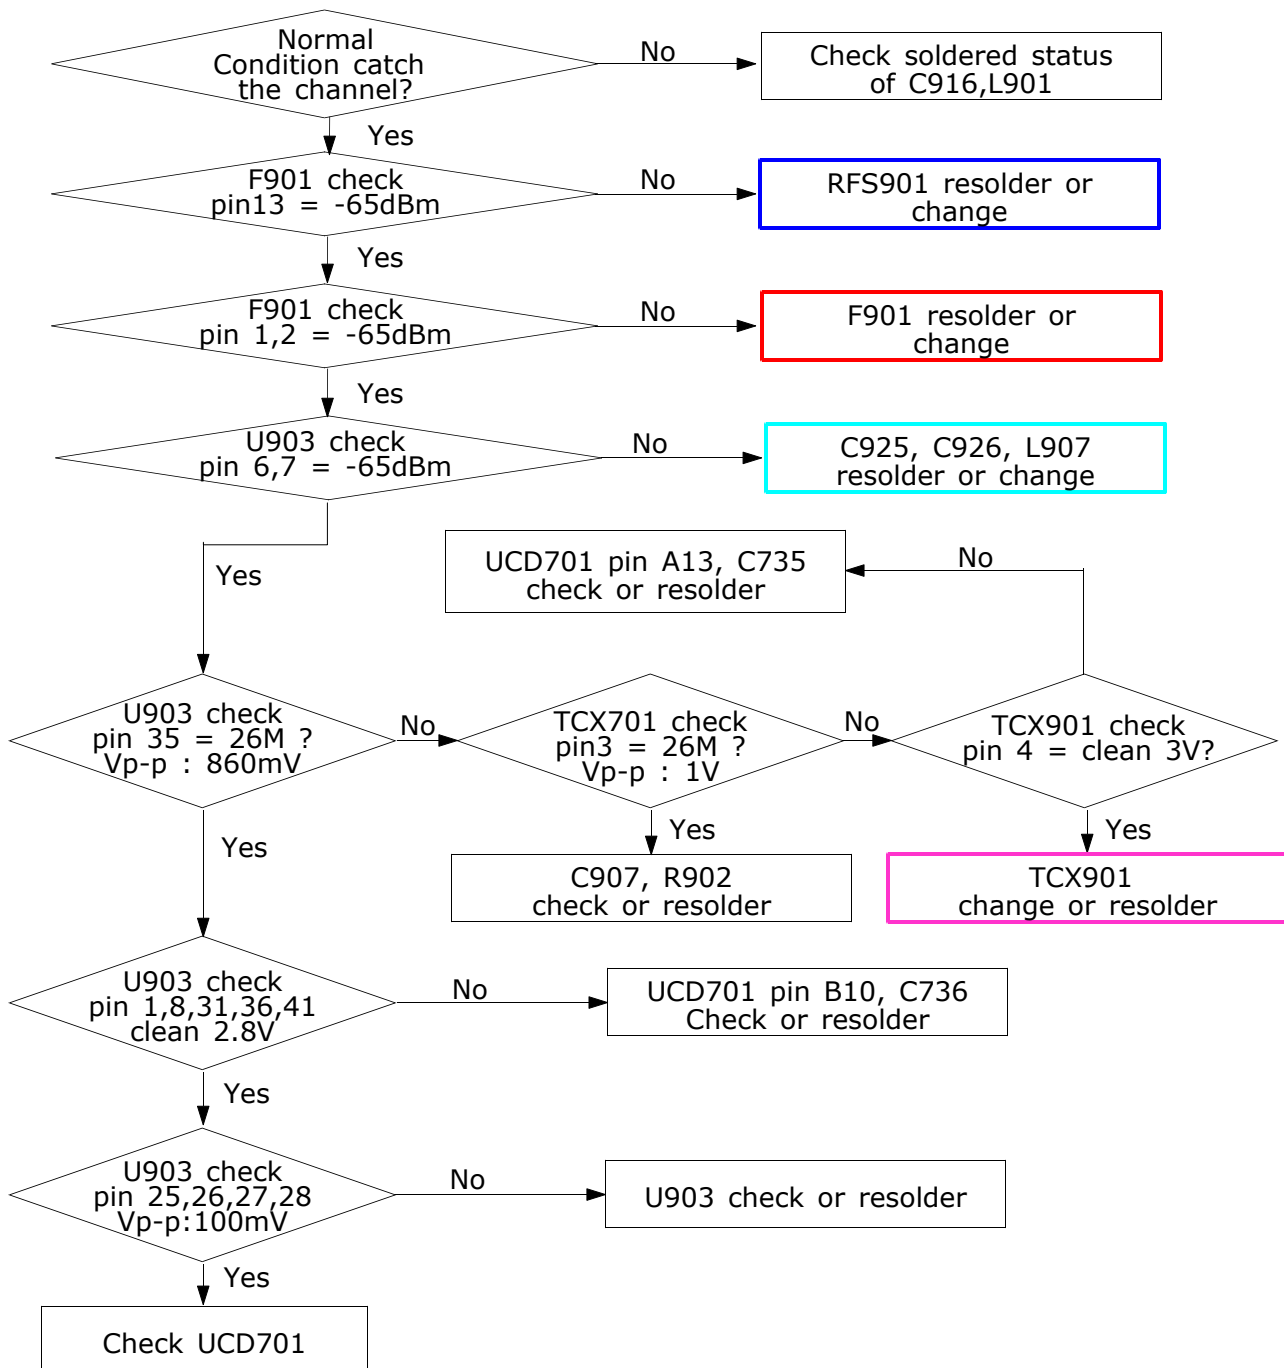 Normal
Condition catch
the channel?
No
Check soldered status
of C916,L901
Yes
F901 check
pin13 = -65dBm
No
RFS901 resolder or
change
Yes
F901 check
pin 1,2 = -65dBm
No
F901 resolder or
change
Yes
U903 check
pin 6,7 = -65dBm
No
C925, C926, L907
resolder or change
Yes
UCD701 pin A13, C735
check or resolder
No
U903 check
pin 35 = 26M ?
Vp-p : 860mV
No
TCX701 check
pin3 = 26M ?
Vp-p : 1V
No
TCX901 check
pin 4 = clean 3V?
Yes
Yes
Yes
C907, R902
check or resolder
TCX901
change or resolder
U903 check
pin 1,8,31,36,41
clean 2.8V
No
UCD701 pin B10, C736
Check or resolder
Yes
U903 check
pin 25,26,27,28
Vp-p:100mV
No
U903 check or resolder
Yes
Check UCD701